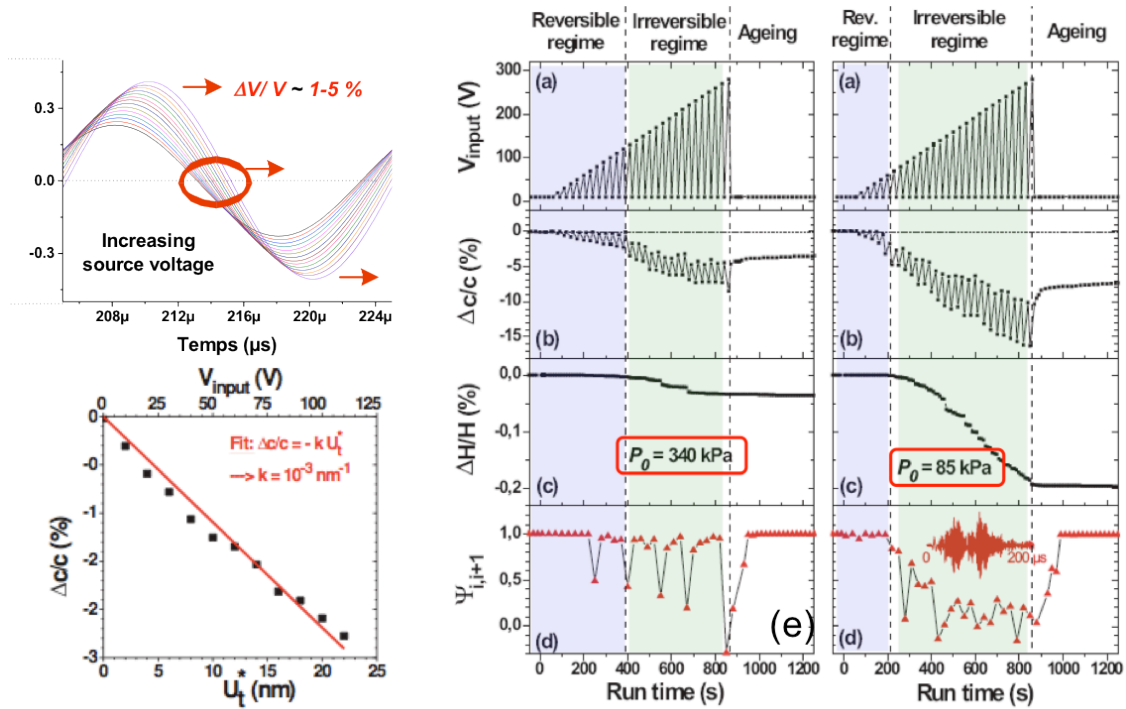 0.3
0.0
-0.3
ΔV/ V ~ 1-5 %
Increasing
source voltage
208µ 212µ 216µ 220µ 224µ
Temps (µs)
V_input (V)
0 25 50 75 100 125
0
-0
-1
-2
-2
-3
Δc/c (%)
Fit: Δc/c = - k U_t^*
---> k = 10^-3 nm^-1
0 5 10 15 20 25
U_t^* (nm)
Reversible
regime
Irreversible
regime
Ageing
300
200
100
0
V_input (V)
(a)
0
-5
-10
-15
Δc/c (%)
(b)
0,0
-0,1
-0,2
ΔH/H (%)
P_0 = 340 kPa
(c)
1,0
0,5
0,0
Ψ_i,i+1
(d)
(e)
0 200 400 600 800 1000 1200
Run time (s)
Rev.
regime
Irreversible
regime
Ageing
(a)
(b)
P_0 = 85 kPa
(c)
0 200 µs
(d)
0 200 400 600 800 1000 1200
Run time (s)